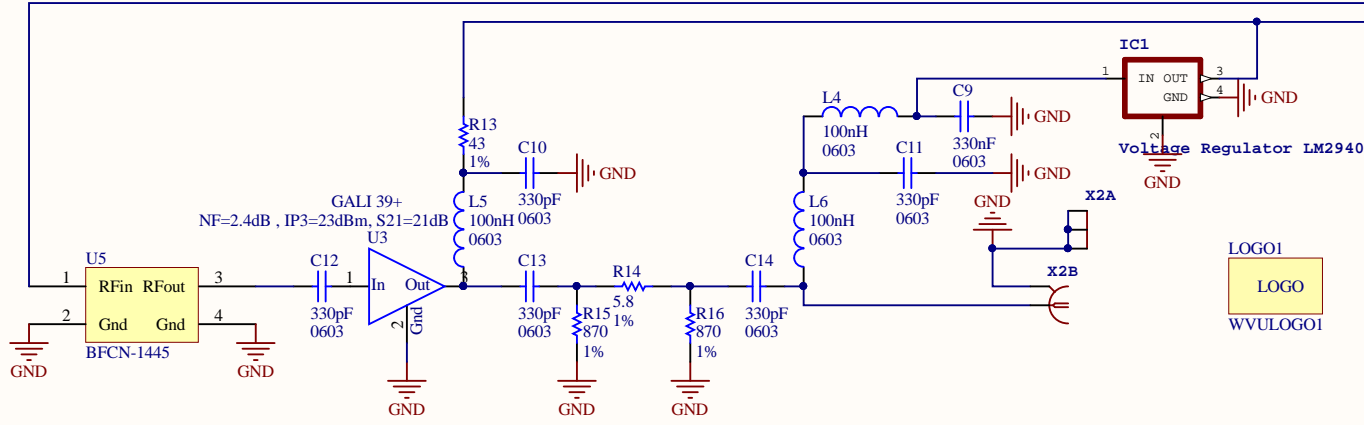 IC1
1
IN OUT
3
GND
4
GND
2
Voltage Regulator LM2940
GND
L4
100nH
0603
C9
330nF
0603
GND
C11
330pF
0603
GND
R13
43
1%
C10
330pF
0603
GND
L5
100nH
0603
L6
100nH
0603
GND
X2A
X2B
GALI 39+
NF=2.4dB , IP3=23dBm, S21=21dB
U3
1
In
Out
3
2
Gnd
GND
U5
1
RFin RFout
3
2
Gnd Gnd
4
BFCN-1445
GND
GND
C12
330pF
0603
C13
330pF
0603
R14
5.8
1%
R15
870
1%
GND
R16
870
1%
GND
C14
330pF
0603
LOGO1
LOGO
WVULOGO1